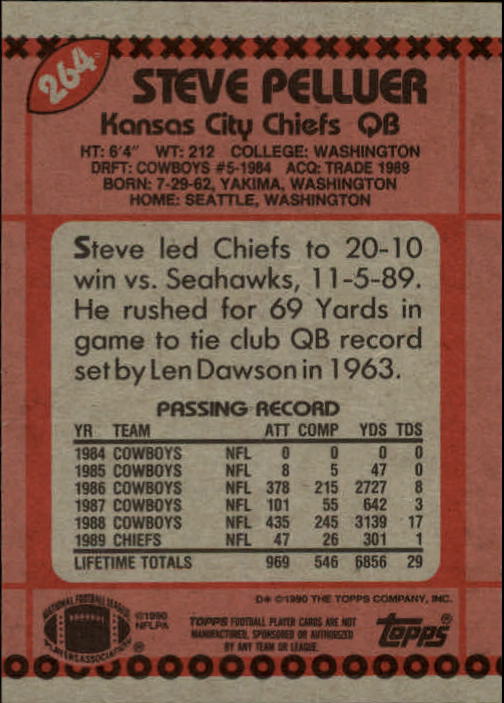 264
STEVE PELLUER
Kansas City Chiefs QB
HT: 6'4" WT: 212 COLLEGE: WASHINGTON
DRFT: COWBOYS #5-1984 ACQ: TRADE 1989
BORN: 7-29-62, YAKIMA, WASHINGTON
HOME: SEATTLE, WASHINGTON
Steve led Chiefs to 20-10
win vs. Seahawks, 11-5-89.
He rushed for 69 Yards in
game to tie club QB record
set by Len Dawson in 1963.
PASSING RECORD
YR TEAM ATT COMP YDS TDS
1984 COWBOYS NFL 0 0 0 0
1985 COWBOYS NFL 8 5 47 0
1986 COWBOYS NFL 378 215 2727 8
1987 COWBOYS NFL 101 55 642 3
1988 COWBOYS NFL 435 245 3139 17
1989 CHIEFS NFL 47 26 301 1
LIFETIME TOTALS 969 546 6856 29
D* ©1990 THE TOPPS COMPANY, INC.
NATIONAL FOOTBALL LEAGUE
PLAYERS ASSOCIATION
®
©1990
NFLPA
TOPPS FOOTBALL PLAYER CARDS ARE NOT
MANUFACTURED, SPONSORED OR AUTHORIZED
BY ANY TEAM OR LEAGUE.
Topps®